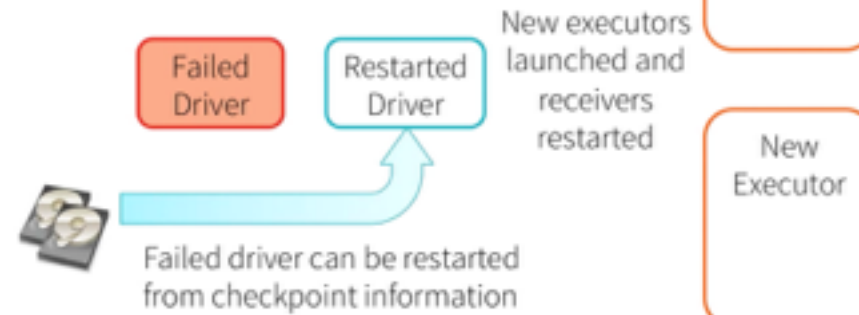 Failed
Driver
Restarted
Driver
New executors
launched and
receivers
restarted
New
Executor
Failed driver can be restarted
from checkpoint information